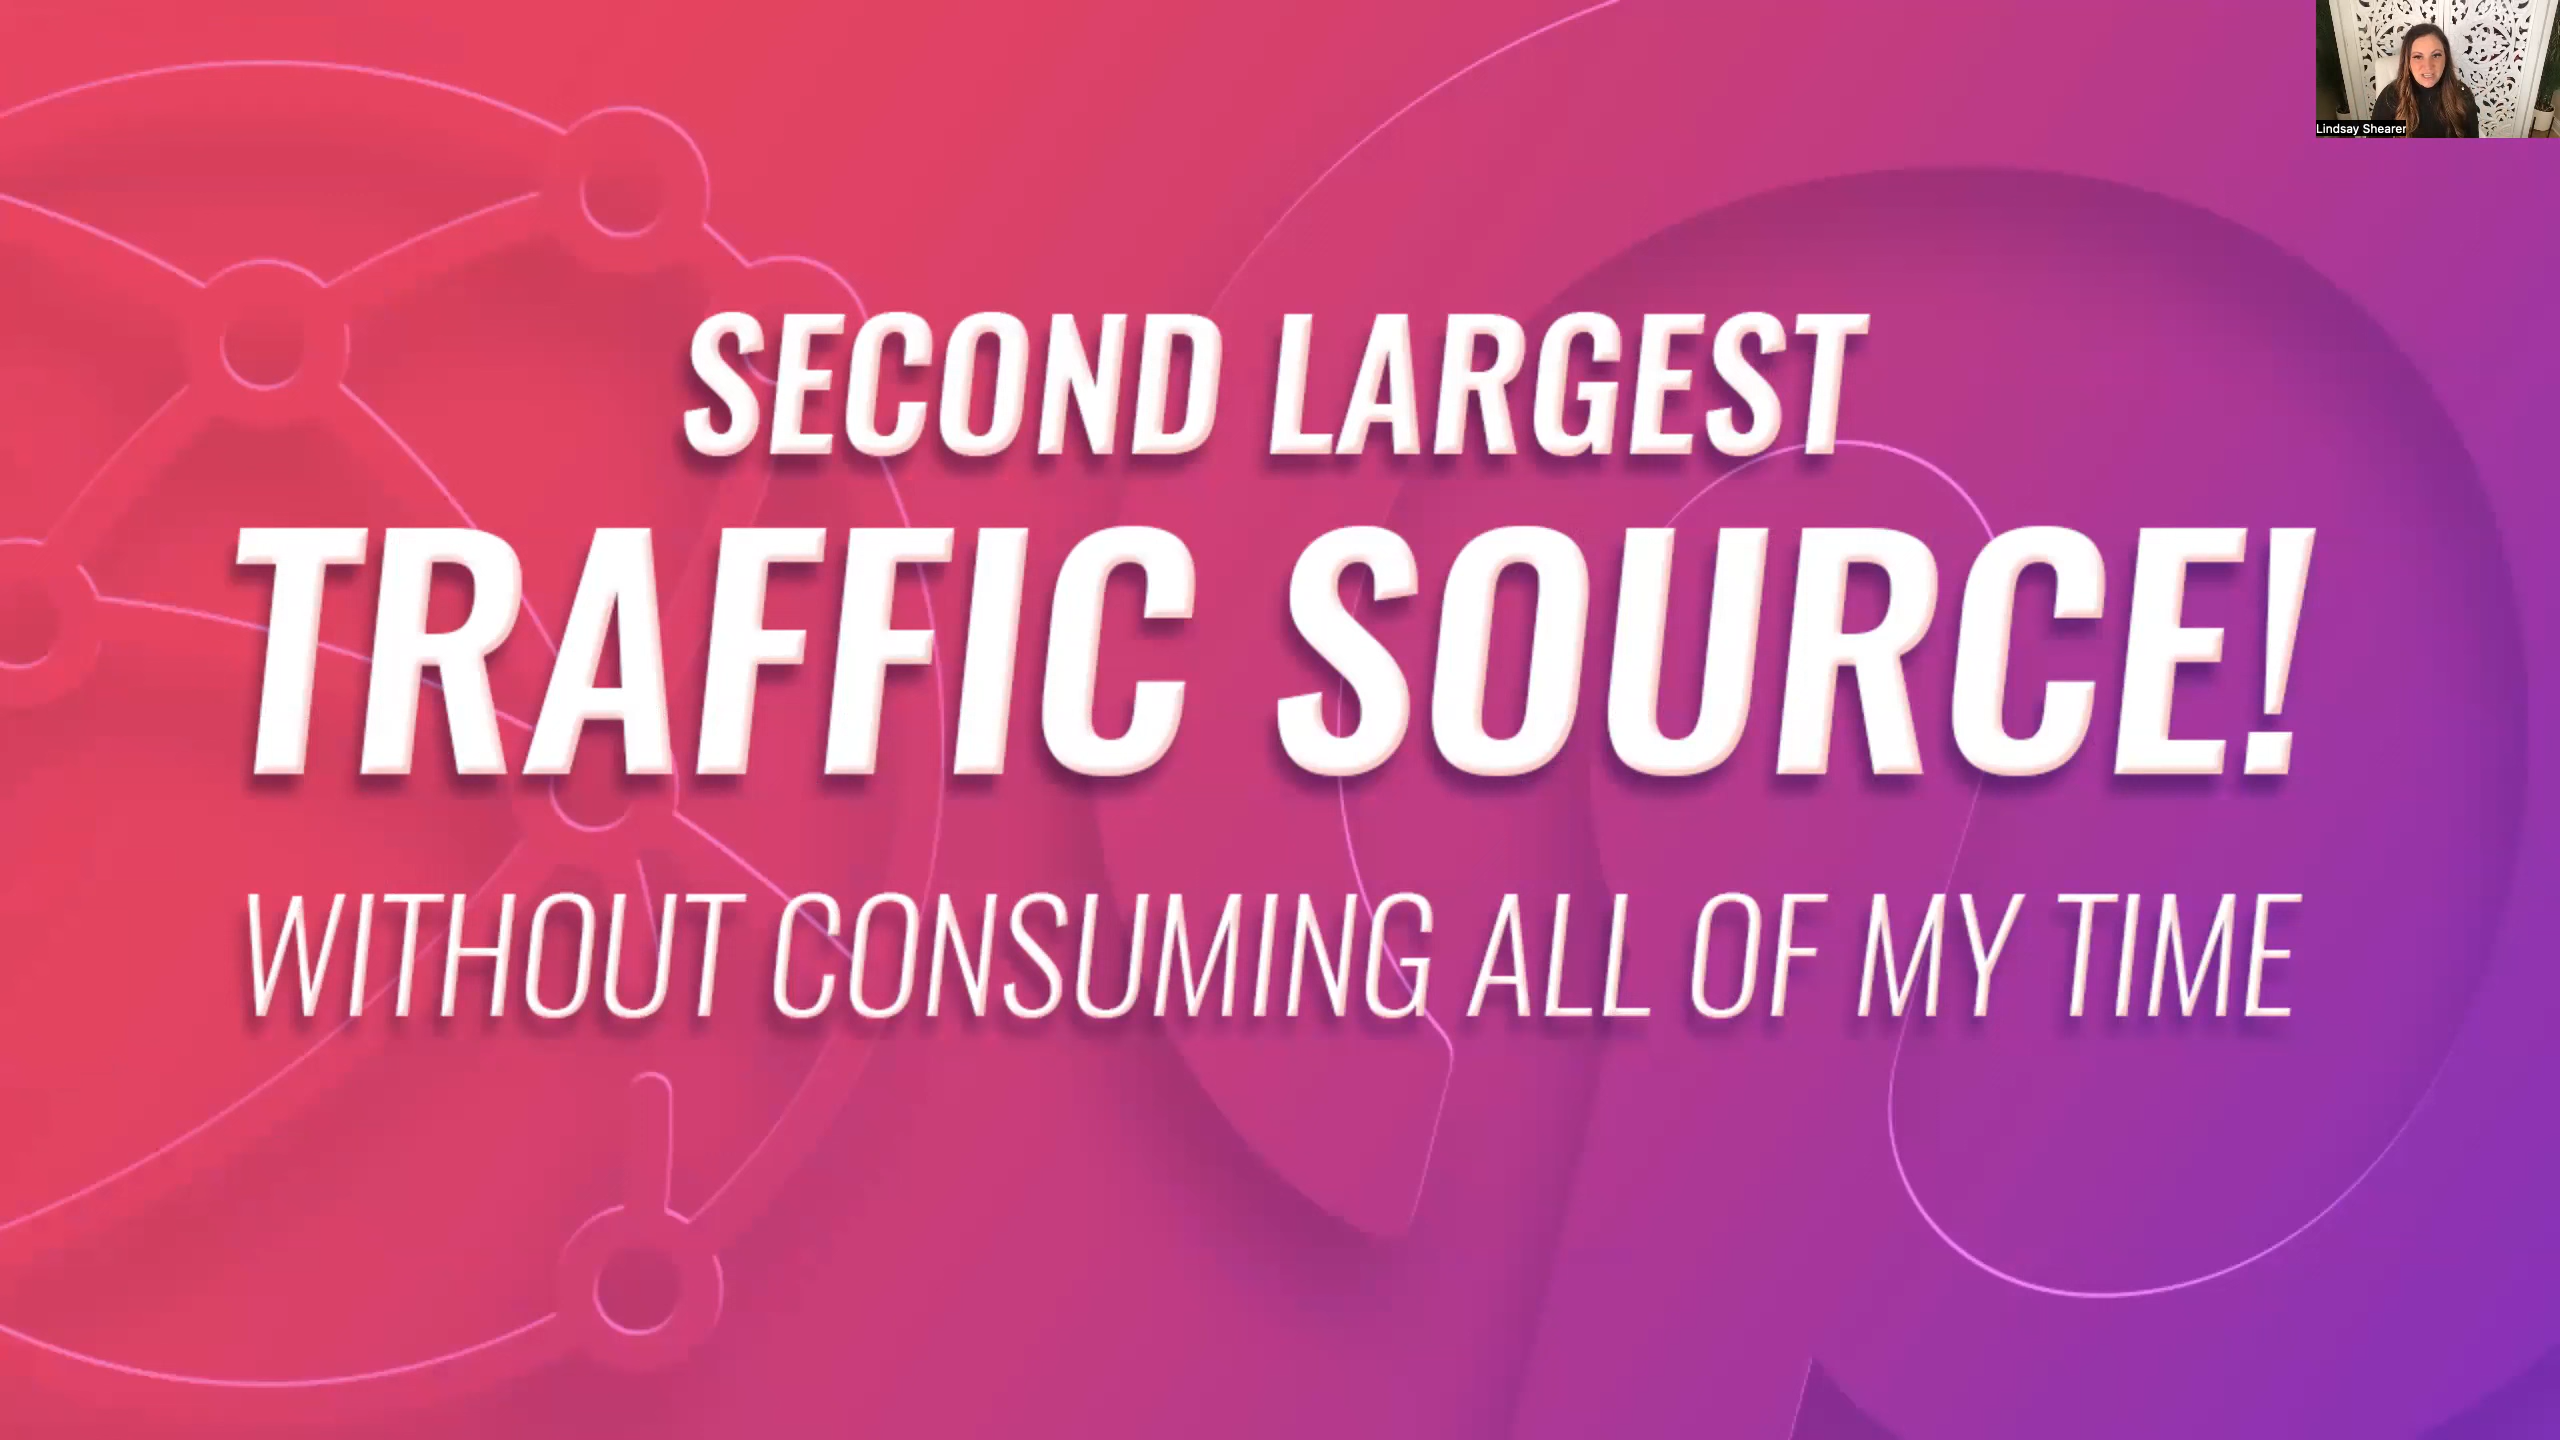 Lindsay Shearer
SECOND LARGEST
TRAFFIC SOURCE!
WITHOUT CONSUMING ALL OF MY TIME